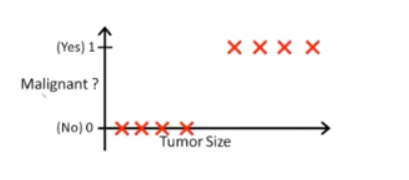 (Yes) 1
Malignant ?
(No) 0
Tumor Size